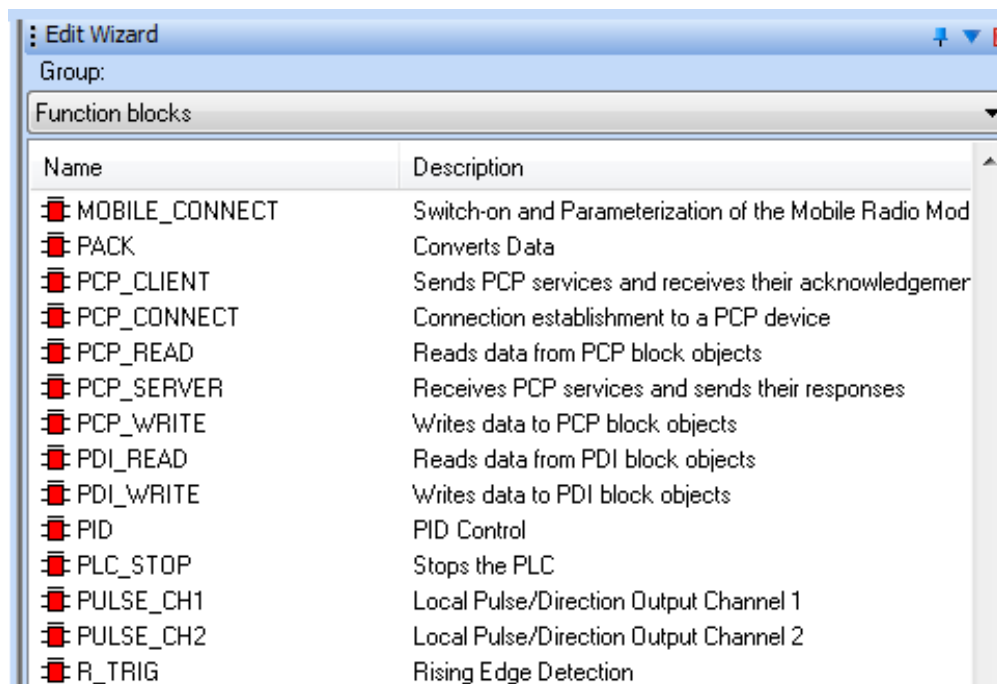 Edit Wizard
Group:
Function blocks
Name Description
MOBILE_CONNECT Switch-on and Parameterization of the Mobile Radio Mod
PACK Converts Data
PCP_CLIENT Sends PCP services and receives their acknowledgemen
PCP_CONNECT Connection establishment to a PCP device
PCP_READ Reads data from PCP block objects
PCP_SERVER Receives PCP services and sends their responses
PCP_WRITE Writes data to PCP block objects
PDI_READ Reads data from PDI block objects
PDI_WRITE Writes data to PDI block objects
PID PID Control
PLC_STOP Stops the PLC
PULSE_CH1 Local Pulse/Direction Output Channel 1
PULSE_CH2 Local Pulse/Direction Output Channel 2
R_TRIG Rising Edge Detection